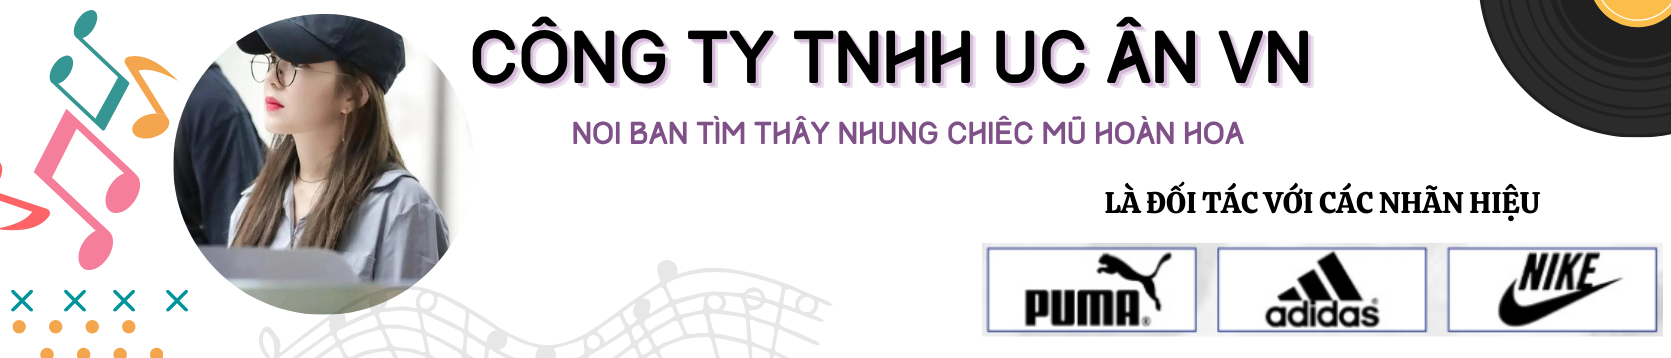 CÔNG TY TNHH UC ÂN VN
NOI BAN TÌM THÂY NHUNG CHIÊC MŨ HOÀN HOA
LÀ ĐỐI TÁC VỚI CÁC NHÃN HIỆU
PUMA®
adidas®
NIKE